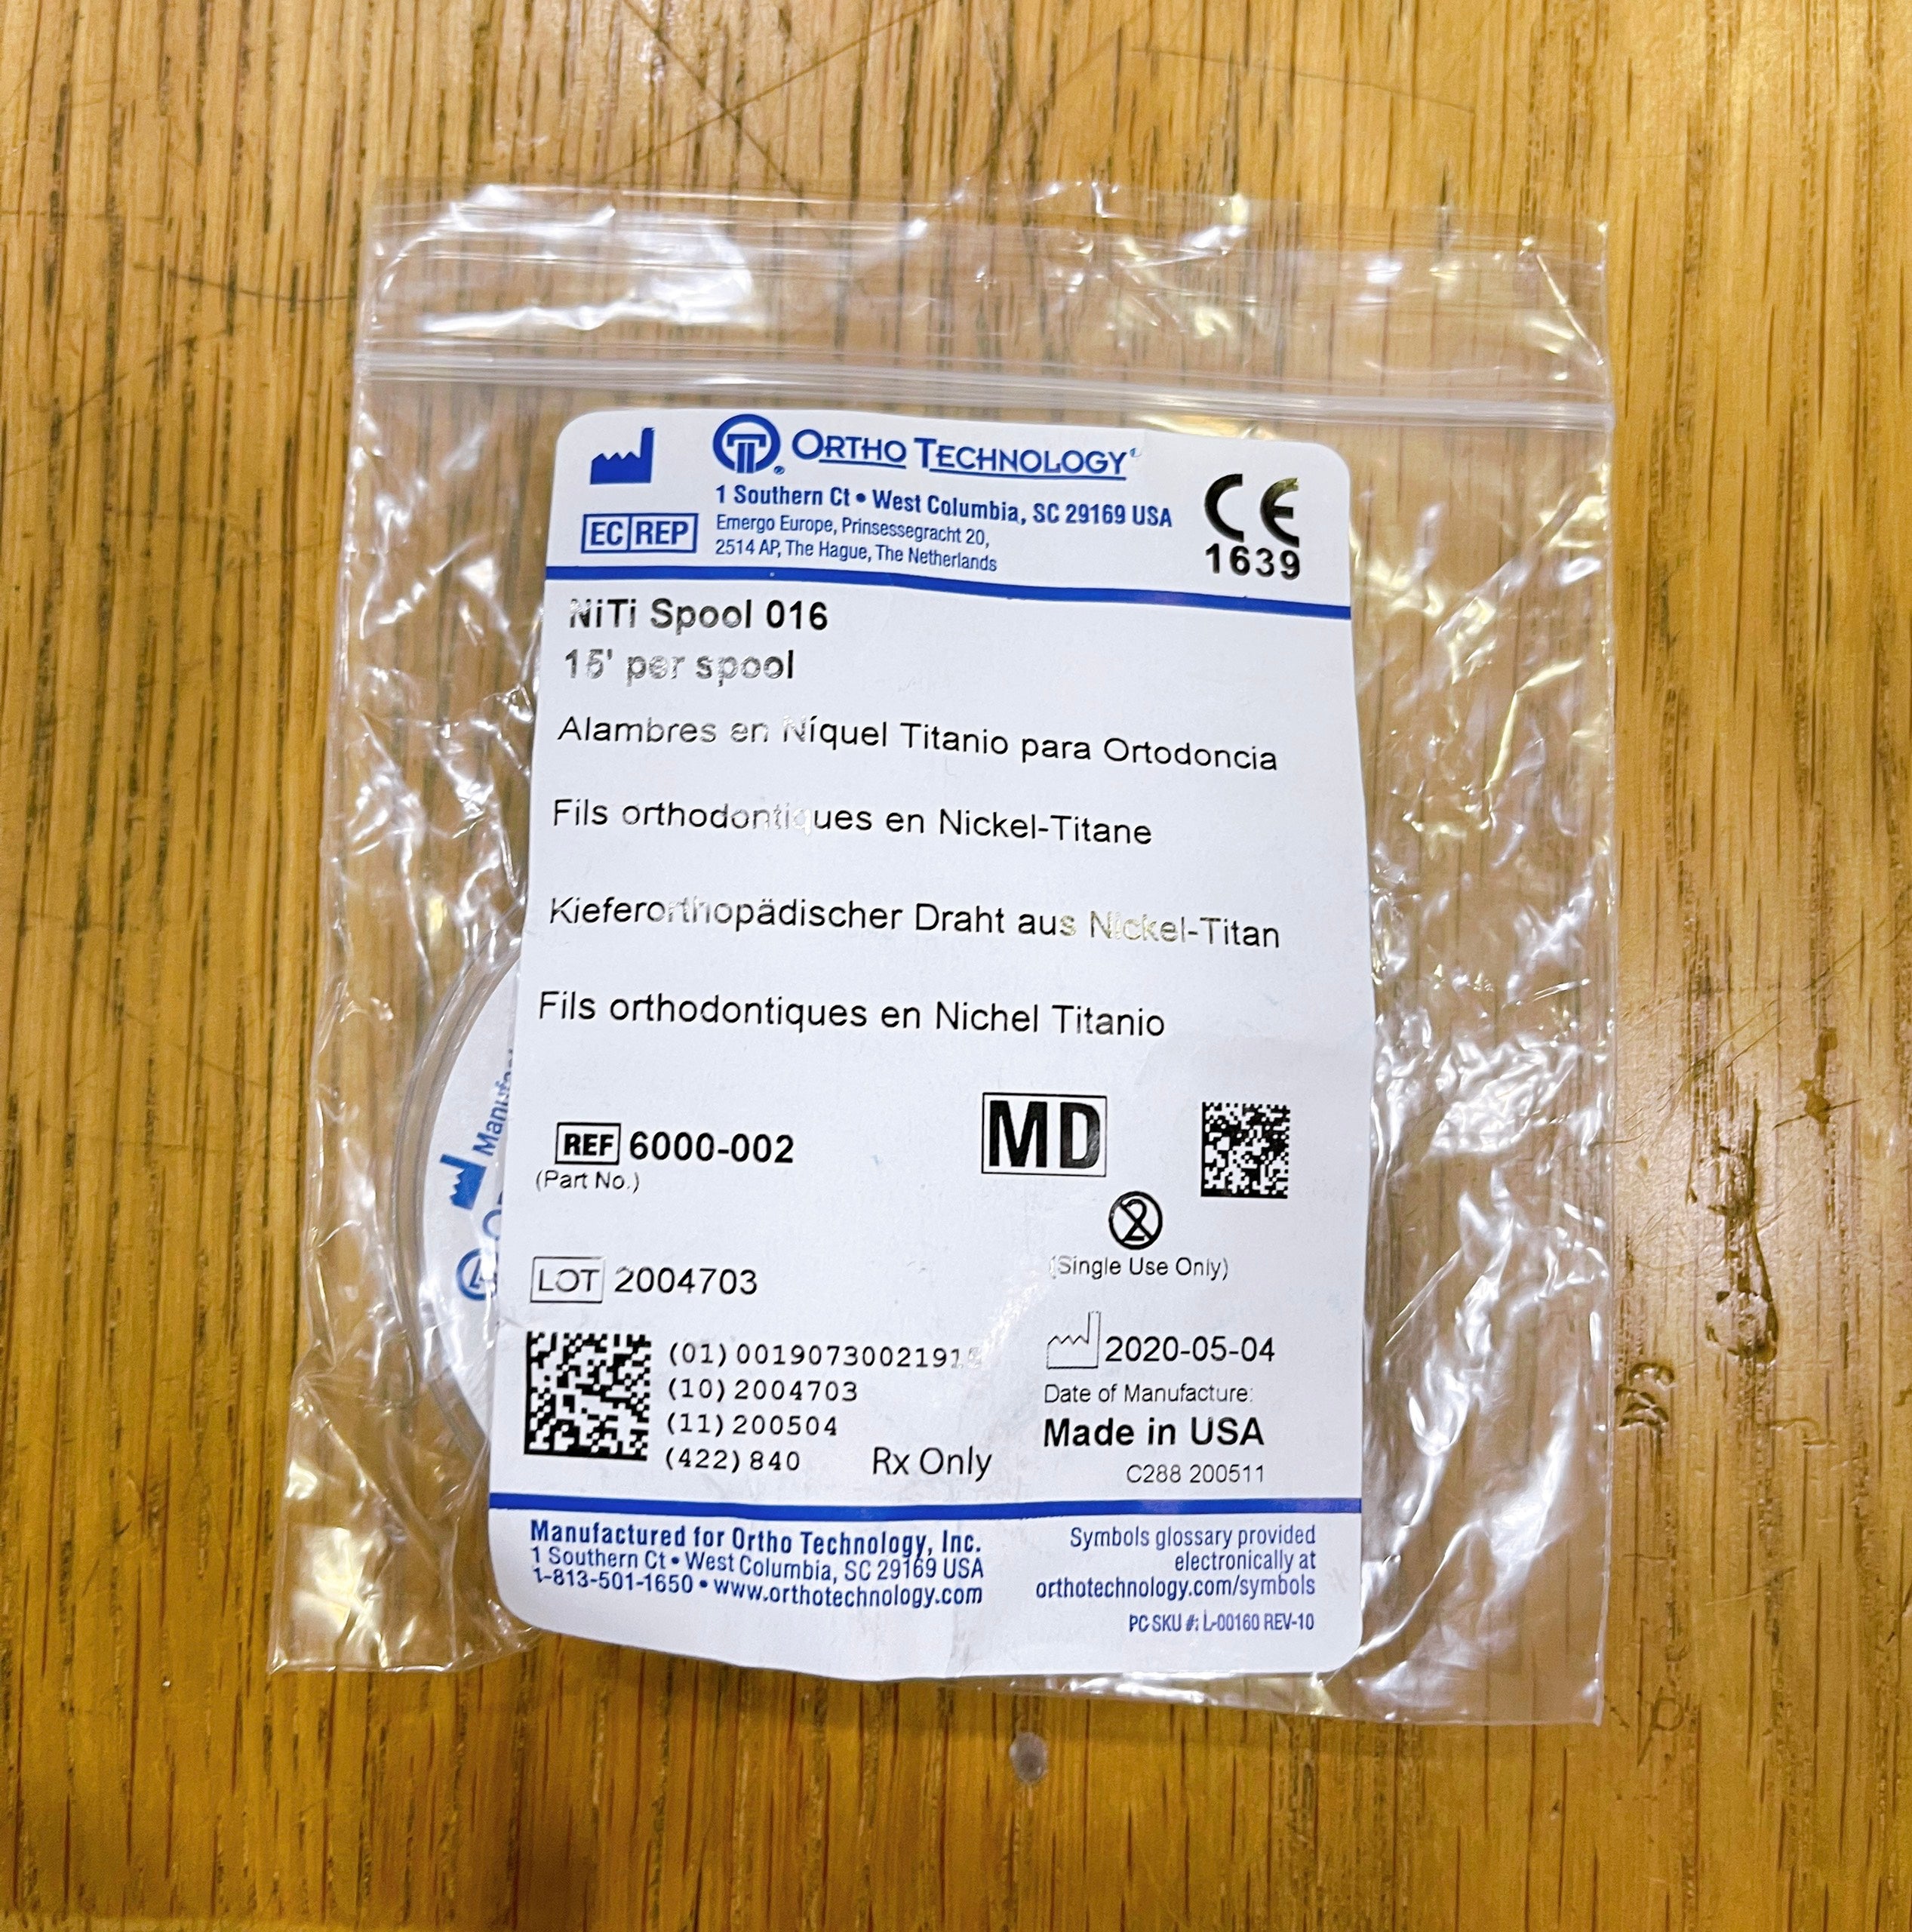 ORTHO TECHNOLOGY
1 Southern Ct • West Columbia, SC 29169 USA
EC REP
Emergo Europe, Prinsessegracht 20,
2514 AP, The Hague, The Netherlands
CE
1639
NiTi Spool 016
15' per spool
Alambres en Níquel Titanio para Ortodoncia
Fils orthodontiques en Nickel-Titane
Kieferorthopädischer Draht aus Nickel-Titan
Fils orthodontiques en Nichel Titanio
REF 6000-002
(Part No.)
MD
2
(Single Use Only)
LOT 2004703
(01)
(10)2004703
(11)200504
(422)840
Rx Only
2020-05-04
Date of Manufacture:
Made in USA
C288 200511
Manufactured for Ortho Technology, Inc.
1 Southern Ct • West Columbia, SC 29169 USA
1-813-501-1650 • www.orthotechnology.com
Symbols glossary provided
electronically at
orthotechnology.com/symbols
PC SKU #: L-00160 REV-10